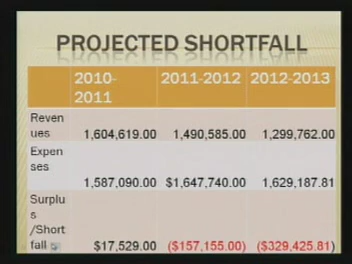 PROJECTED SHORTFALL
2010-
2011
2011-2012
2012-2013
Reven
ues
1,604,619.00
1,490,585.00
1,299,762.00
Expen
ses
1,587,090.00
$1,647,740.00
1,629,187.81
Surplu
s
/Short
fall
$17,529.00
($157,155.00)
($329,425.81)